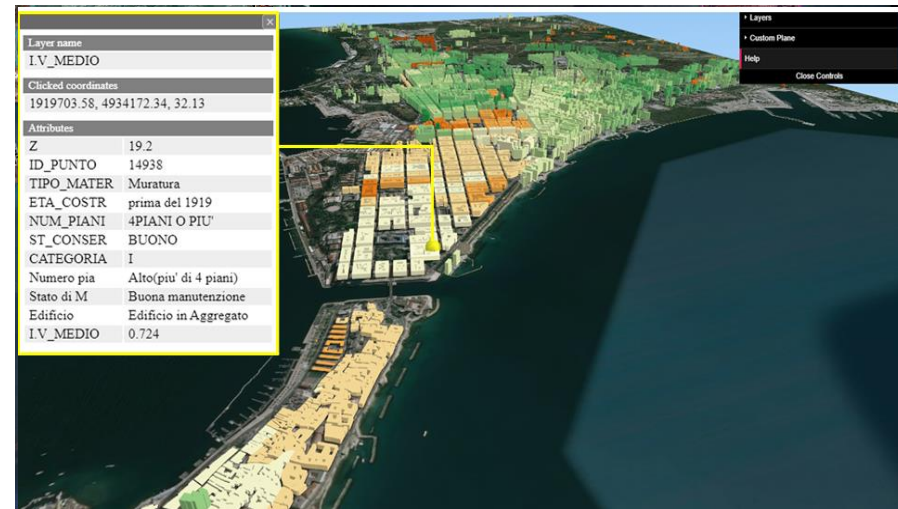 ×
Layer name
I.V_MEDIO
Clicked coordinates
1919703.58, 4934172.34, 32.13
Attributes
Z 19.2
ID_PUNTO 14938
TIPO_MATER Muratura
ETA_COSTR prima del 1919
NUM_PIANI 4PIANI O PIU'
ST_CONSER BUONO
CATEGORIA I
Numero pia Alto(piu' di 4 piani)
Stato di M Buona manutenzione
Edificio Edificio in Aggregato
I.V_MEDIO 0.724
Layers
Custom Plane
Help
Close Controls